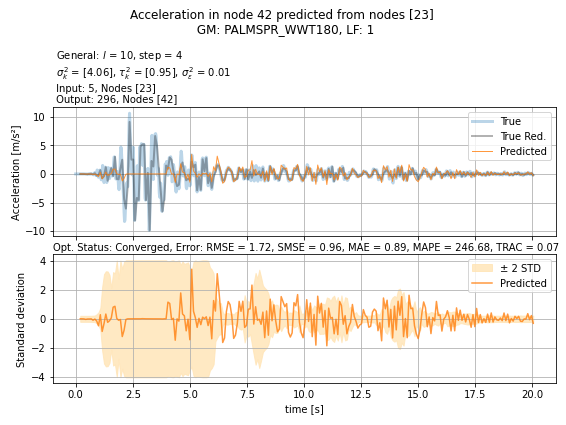 Acceleration in node 42 predicted from nodes [23]
GM: PALMSPR_WWT180, LF: 1
General: l = 10, step = 4
σ²ₖ = [4.06], τ²ₖ = [0.95], σ²ε = 0.01
Input: 5, Nodes [23]
Output: 296, Nodes [42]
Acceleration [m/s²]
10
5
0
−5
−10
True
True Red.
Predicted
Opt. Status: Converged, Error: RMSE = 1.72, SMSE = 0.96, MAE = 0.89, MAPE = 246.68, TRAC = 0.07
Standard deviation
4
2
0
−2
−4
± 2 STD
Predicted
0.0 2.5 5.0 7.5 10.0 12.5 15.0 17.5 20.0
time [s]